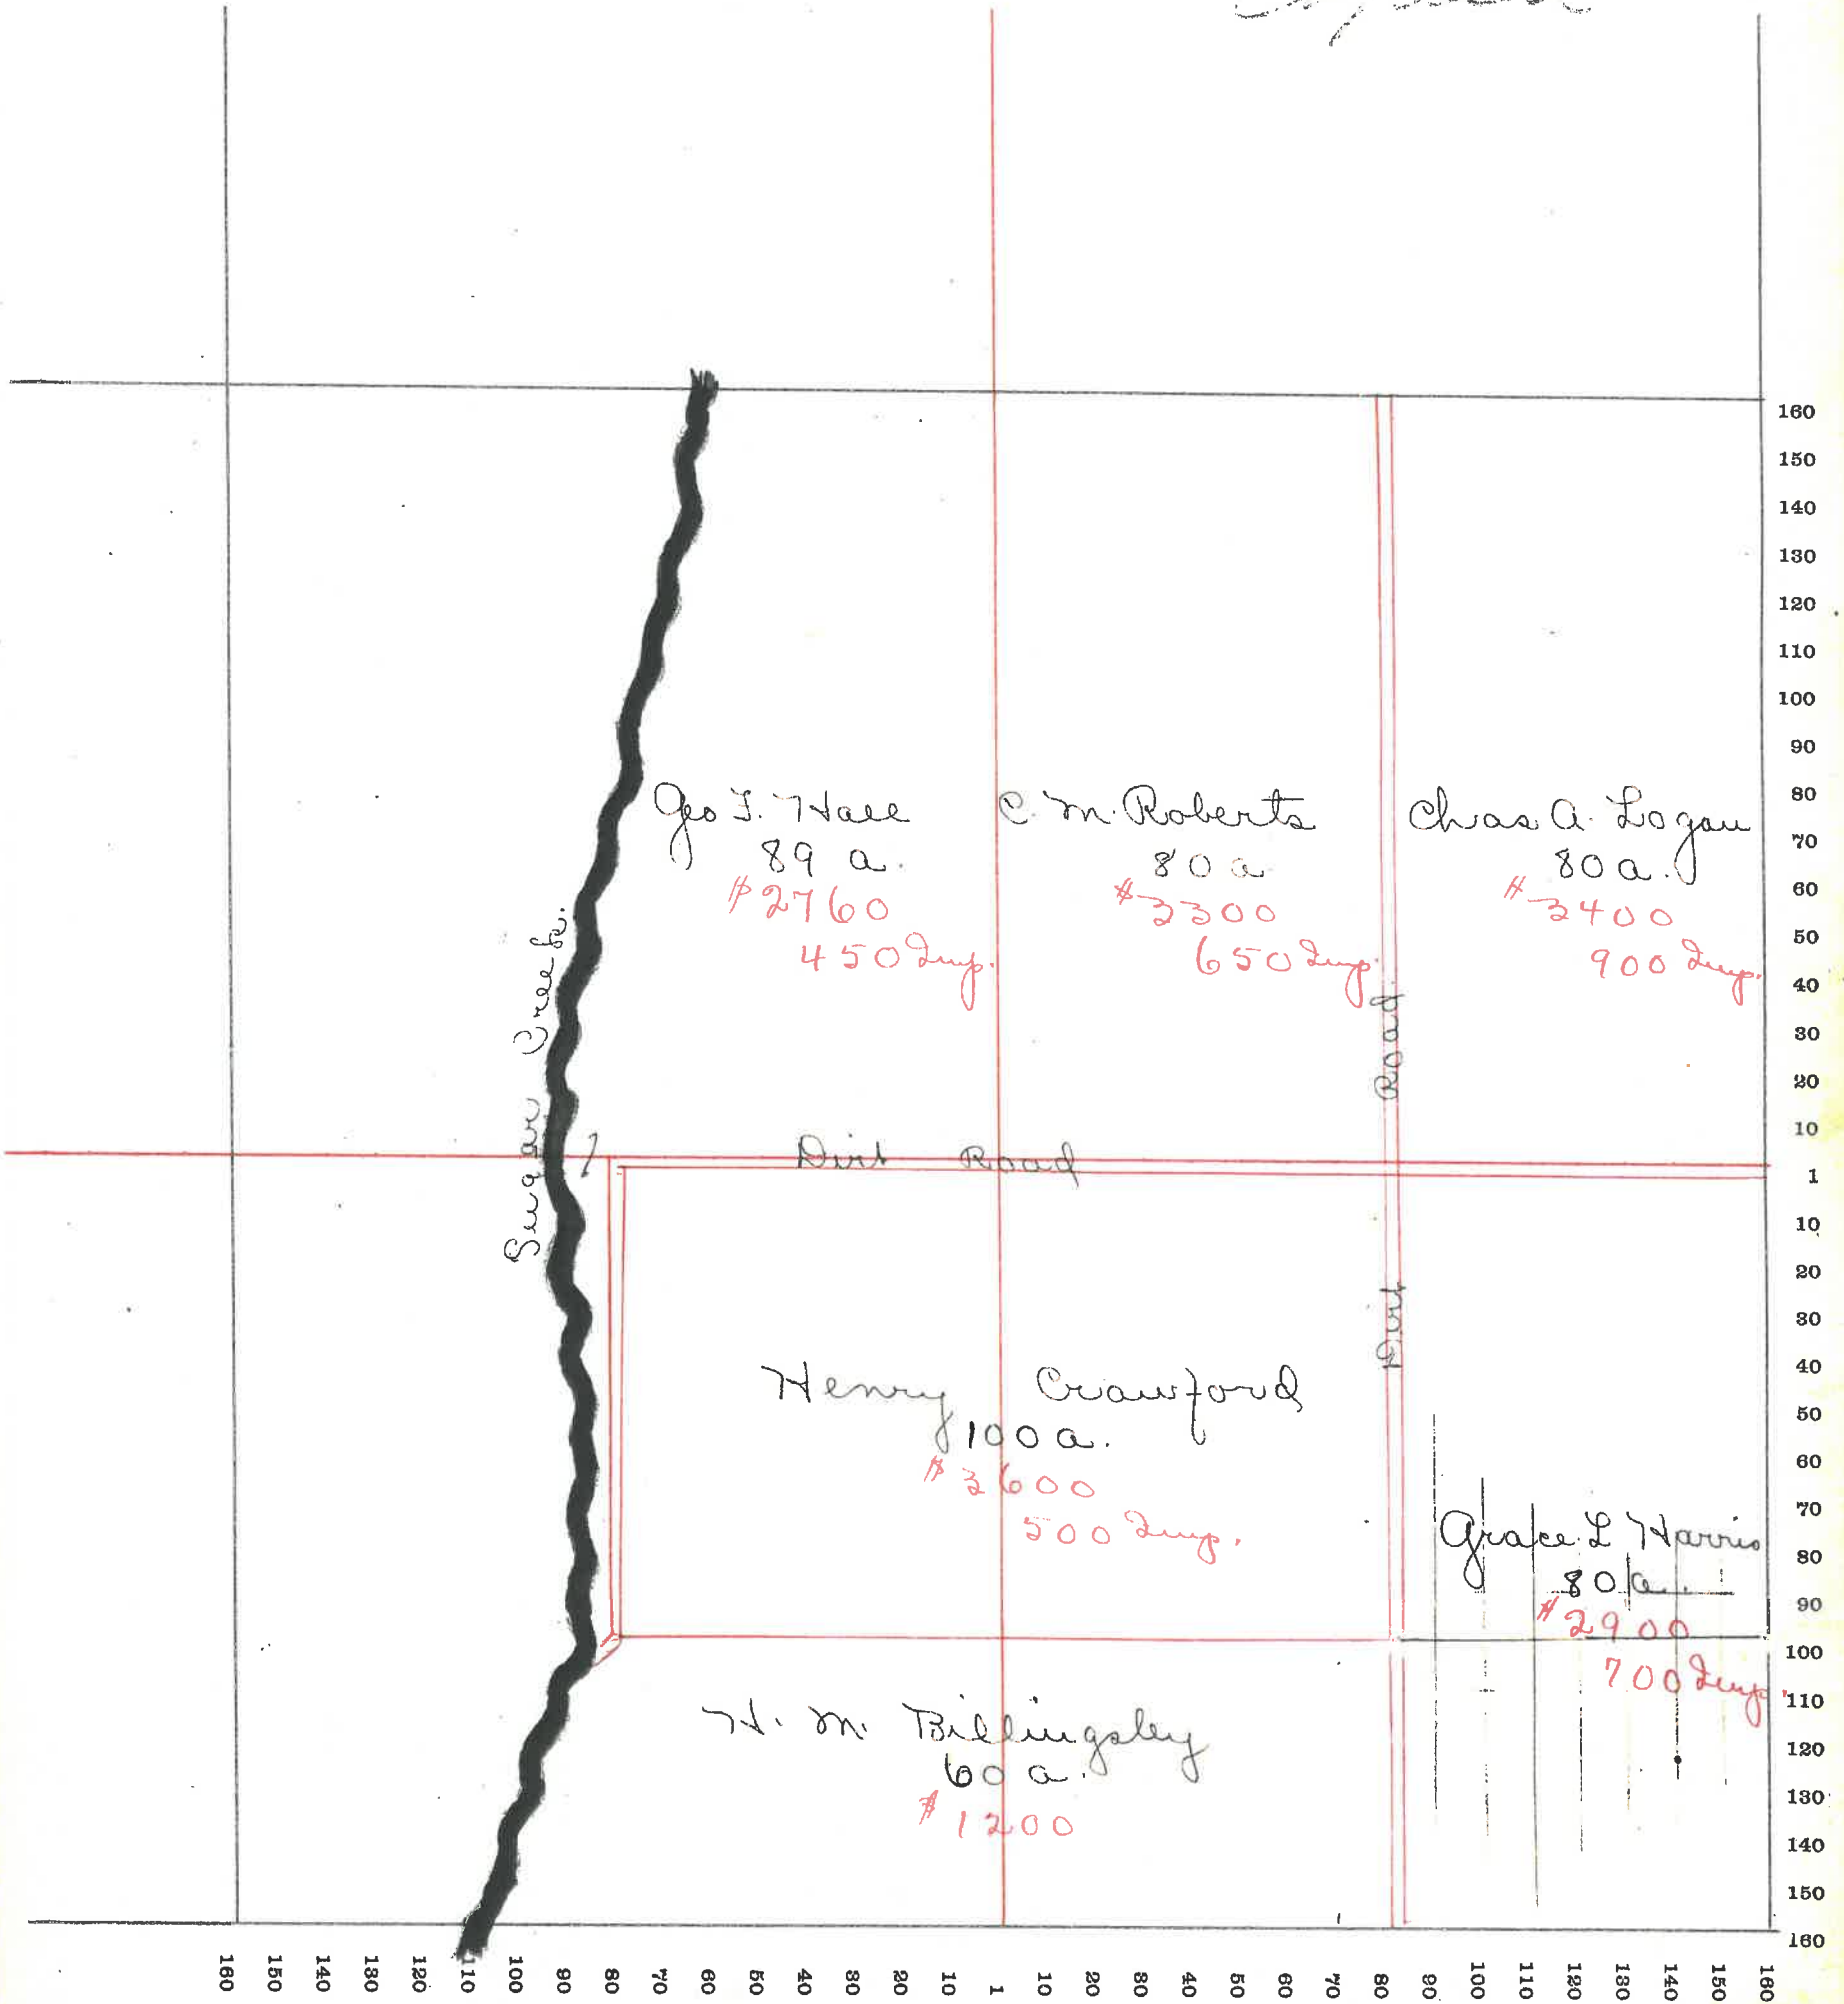 Geo F. Hall
89 a.
$2760
450 Imp.
C. M. Roberts
80 a
$3300
650 Imp.
Chas A. Logan
80 a.
$3400
900 Imp.
Sugar Creek.
Dirt Road
Dirt Road
Henry Crawford
100 a.
$3600
500 Imp.
Grace L Harris
80 a.
$2900
700 Imp.
H. M. Billingsley
60 a.
$1200
160
150
140
130
120
110
100
90
80
70
60
50
40
30
20
10
1
10
20
30
40
50
60
70
80
90
100
110
120
130
140
150
160
160 150 140 130 120 110 100 90 80 70 60 50 40 30 20 10 1 10 20 30 40 50 60 70 80 90 100 110 120 130 140 150 160